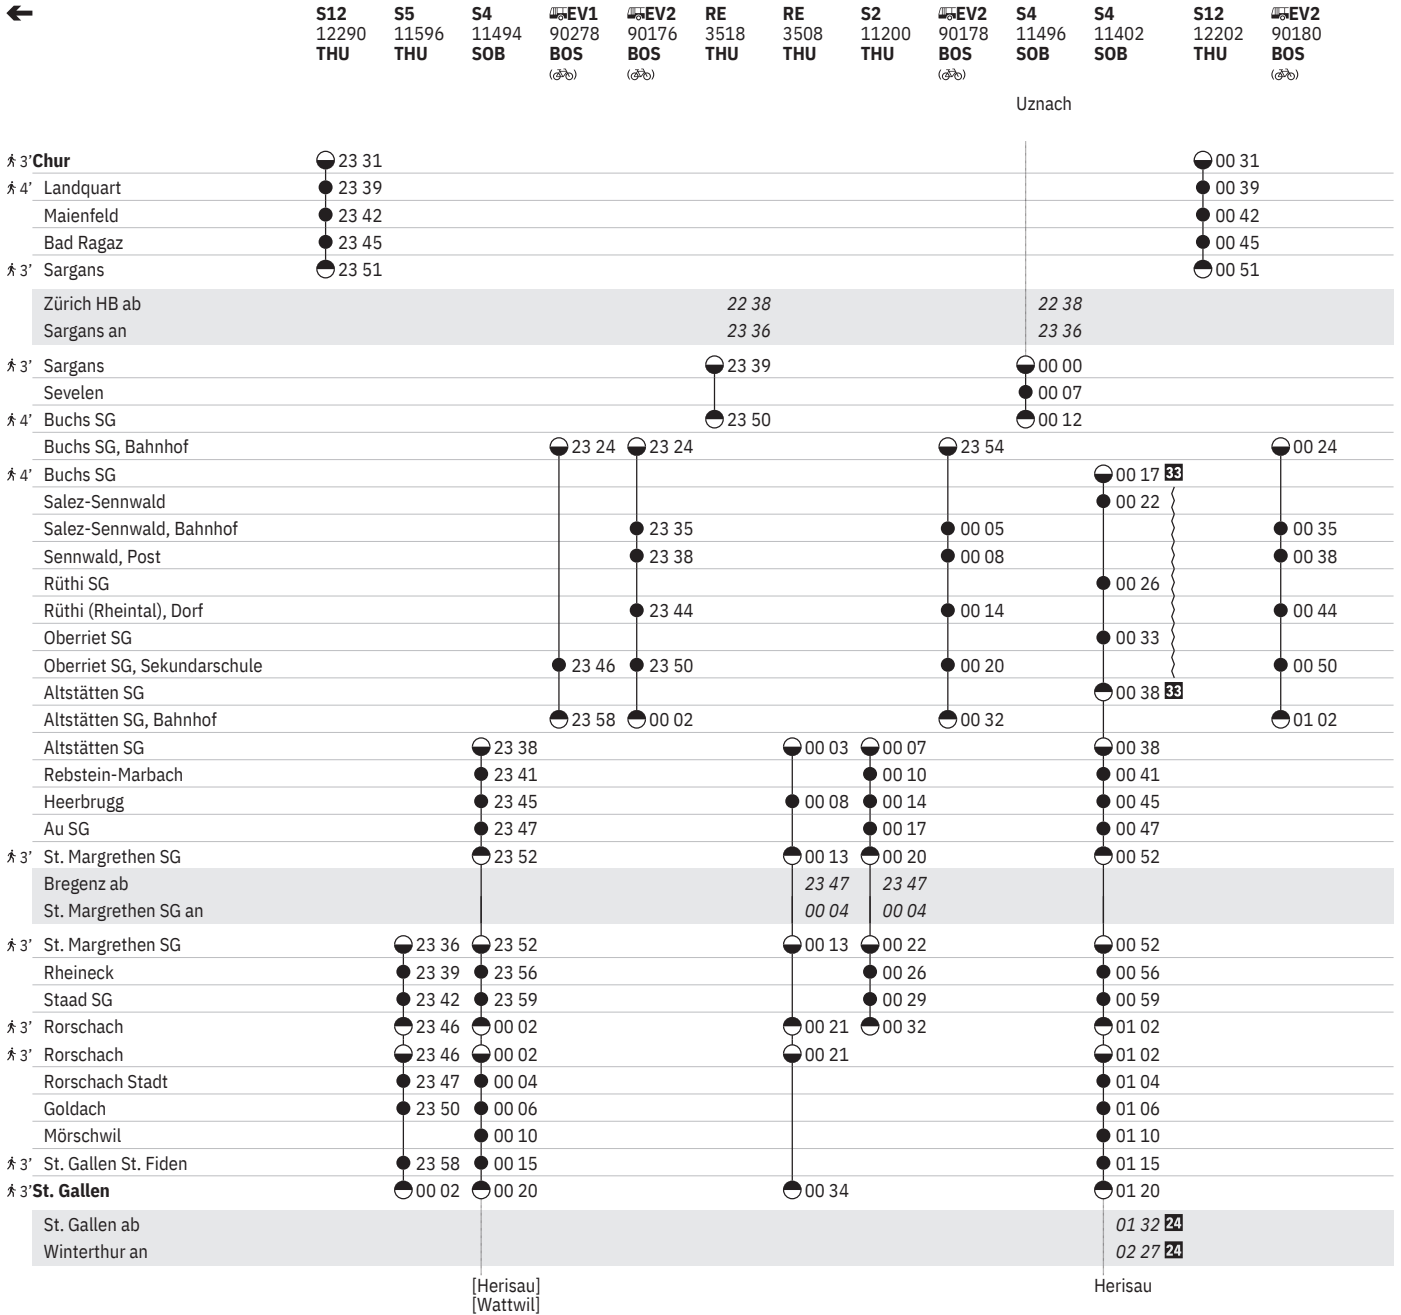 S12 S5 S4 EV1 EV2 RE RE S2 EV2 S4 S4 S12 EV2
12290 11596 11494 90278 90176 3518 3508 11200 90178 11496 11402 12202 90180
THU THU SOB BOS BOS THU THU THU BOS SOB SOB THU BOS
Uznach
3' Chur 23 31 00 31
4' Landquart 23 39 00 39
Maienfeld 23 42 00 42
Bad Ragaz 23 45 00 45
3' Sargans 23 51 00 51
Zürich HB ab 22 38 22 38
Sargans an 23 36 23 36
3' Sargans 23 39 00 00
Sevelen 00 07
4' Buchs SG 23 50 00 12
Buchs SG, Bahnhof 23 24 23 24 23 54 00 24
4' Buchs SG 00 17 33
Salez-Sennwald 00 22
Salez-Sennwald, Bahnhof 23 35 00 05 00 35
Sennwald, Post 23 38 00 08 00 38
Rüthi SG 00 26
Rüthi (Rheintal), Dorf 23 44 00 14 00 44
Oberriet SG 00 33
Oberriet SG, Sekundarschule 23 46 23 50 00 20 00 50
Altstätten SG 00 38 33
Altstätten SG, Bahnhof 23 58 00 02 00 32 01 02
Altstätten SG 23 38 00 03 00 07 00 38
Rebstein-Marbach 23 41 00 10 00 41
Heerbrugg 23 45 00 08 00 14 00 45
Au SG 23 47 00 17 00 47
3' St. Margrethen SG 23 52 00 13 00 20 00 52
Bregenz ab 23 47 23 47
St. Margrethen SG an 00 04 00 04
3' St. Margrethen SG 23 36 23 52 00 13 00 22 00 52
Rheineck 23 39 23 56 00 26 00 56
Staad SG 23 42 23 59 00 29 00 59
3' Rorschach 23 46 00 02 00 21 00 32 01 02
3' Rorschach 23 46 00 02 00 21 01 02
Rorschach Stadt 23 47 00 04 01 04
Goldach 23 50 00 06 01 06
Mörschwil 00 10 01 10
3' St. Gallen St. Fiden 23 58 00 15 01 15
3' St. Gallen 00 02 00 20 00 34 01 20
St. Gallen ab 01 32 24
Winterthur an 02 27 24
[Herisau] Herisau
[Wattwil]